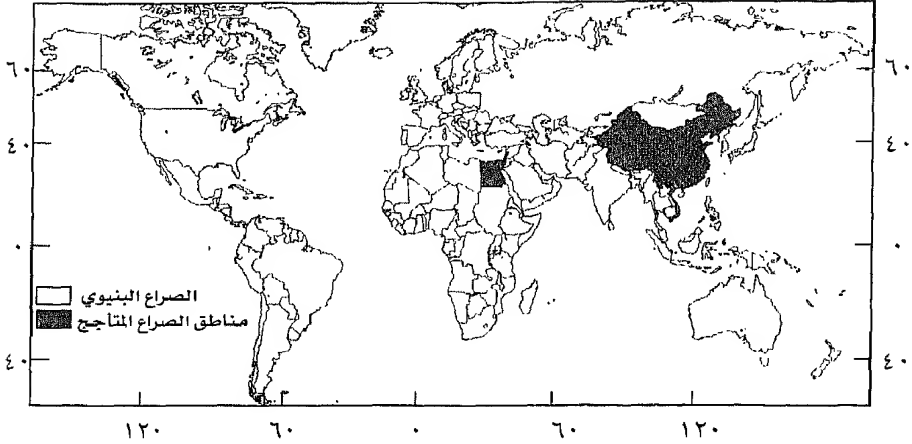 ٦٠ ٦٠
٤٠ ٤٠
٠ ٠
الصراع البنيوي
مناطق الصراع المتأجج
٤٠ ٤٠
١٢٠ ٦٠ ٠ ٦٠ ١٢٠